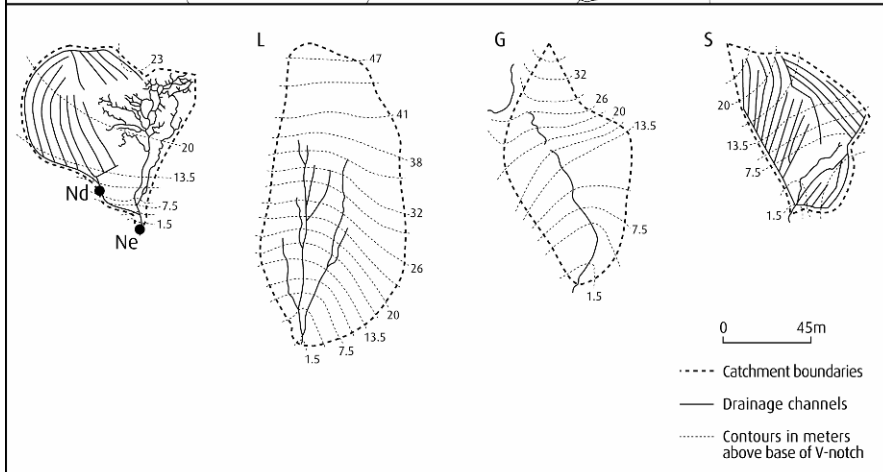 L
G
S
23
20
13.5
7.5
1.5
Nd
Ne
47
41
38
32
26
20
13.5
7.5
1.5
32
26
20
13.5
7.5
1.5
20
13.5
7.5
1.5
0 45m
Catchment boundaries
Drainage channels
Contours in meters
above base of V-notch